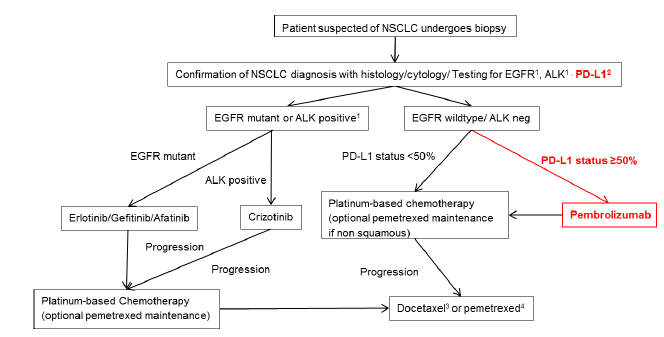 Patient suspected of NSCLC undergoes biopsy
Confirmation of NSCLC diagnosis with histology/cytology/ Testing for EGFR¹, ALK¹· PD-L1²
EGFR mutant or ALK positive¹
EGFR wildtype/ ALK neg
EGFR mutant
PD-L1 status <50%
PD-L1 status ≥50%
ALK positive
Erlotinib/Gefitinib/Afatinib
Crizotinib
Platinum-based chemotherapy
(optional pemetrexed maintenance
if non squamous)
Pembrolizumab
Progression
Progression
Progression
Platinum-based Chemotherapy
(optional pemetrexed maintenance)
Docetaxel³ or pemetrexed⁴